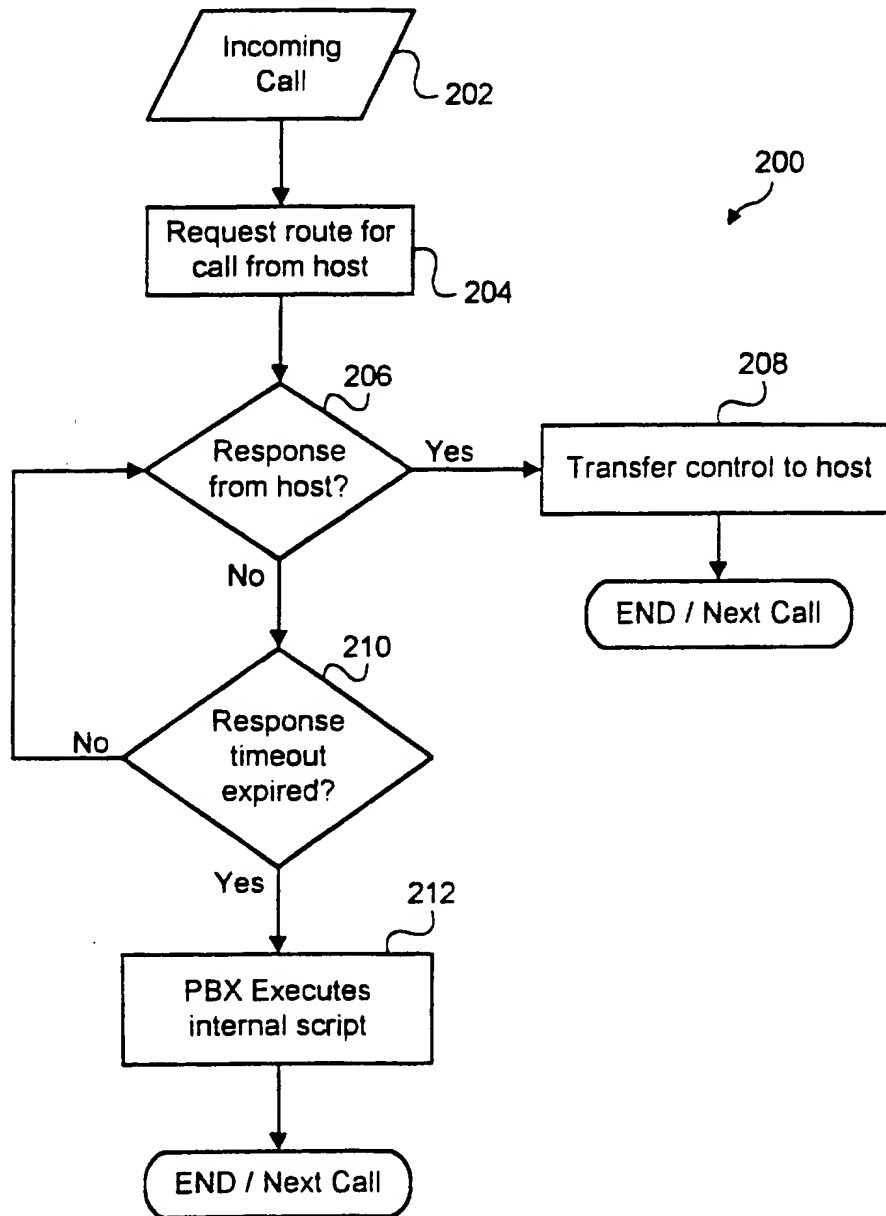 Incoming
Call
202
200
Request route for
call from host
204
206
208
Response
from host?
Yes
Transfer control to host
No
END / Next Call
210
Response
timeout
expired?
No
Yes
212
PBX Executes
internal script
END / Next Call